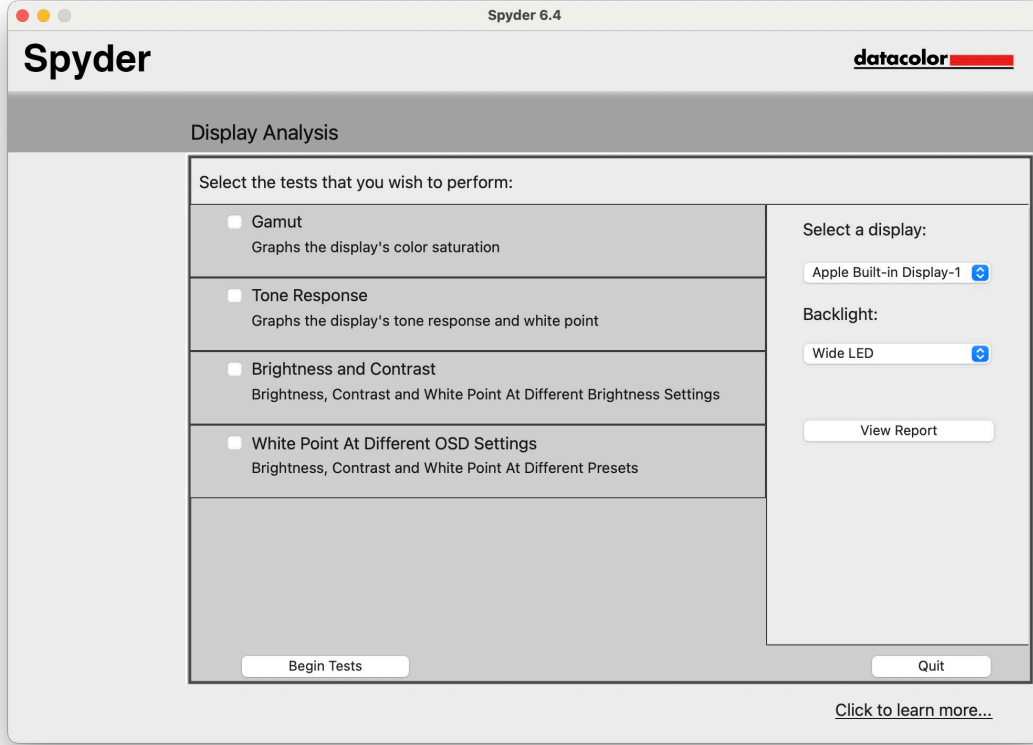 Spyder 6.4
Spyder
datacolor
Display Analysis
Select the tests that you wish to perform:
Gamut
Graphs the display's color saturation
Tone Response
Graphs the display's tone response and white point
Brightness and Contrast
Brightness, Contrast and White Point At Different Brightness Settings
White Point At Different OSD Settings
Brightness, Contrast and White Point At Different Presets
Select a display:
Apple Built-in Display-1
Backlight:
Wide LED
View Report
Begin Tests
Quit
Click to learn more...